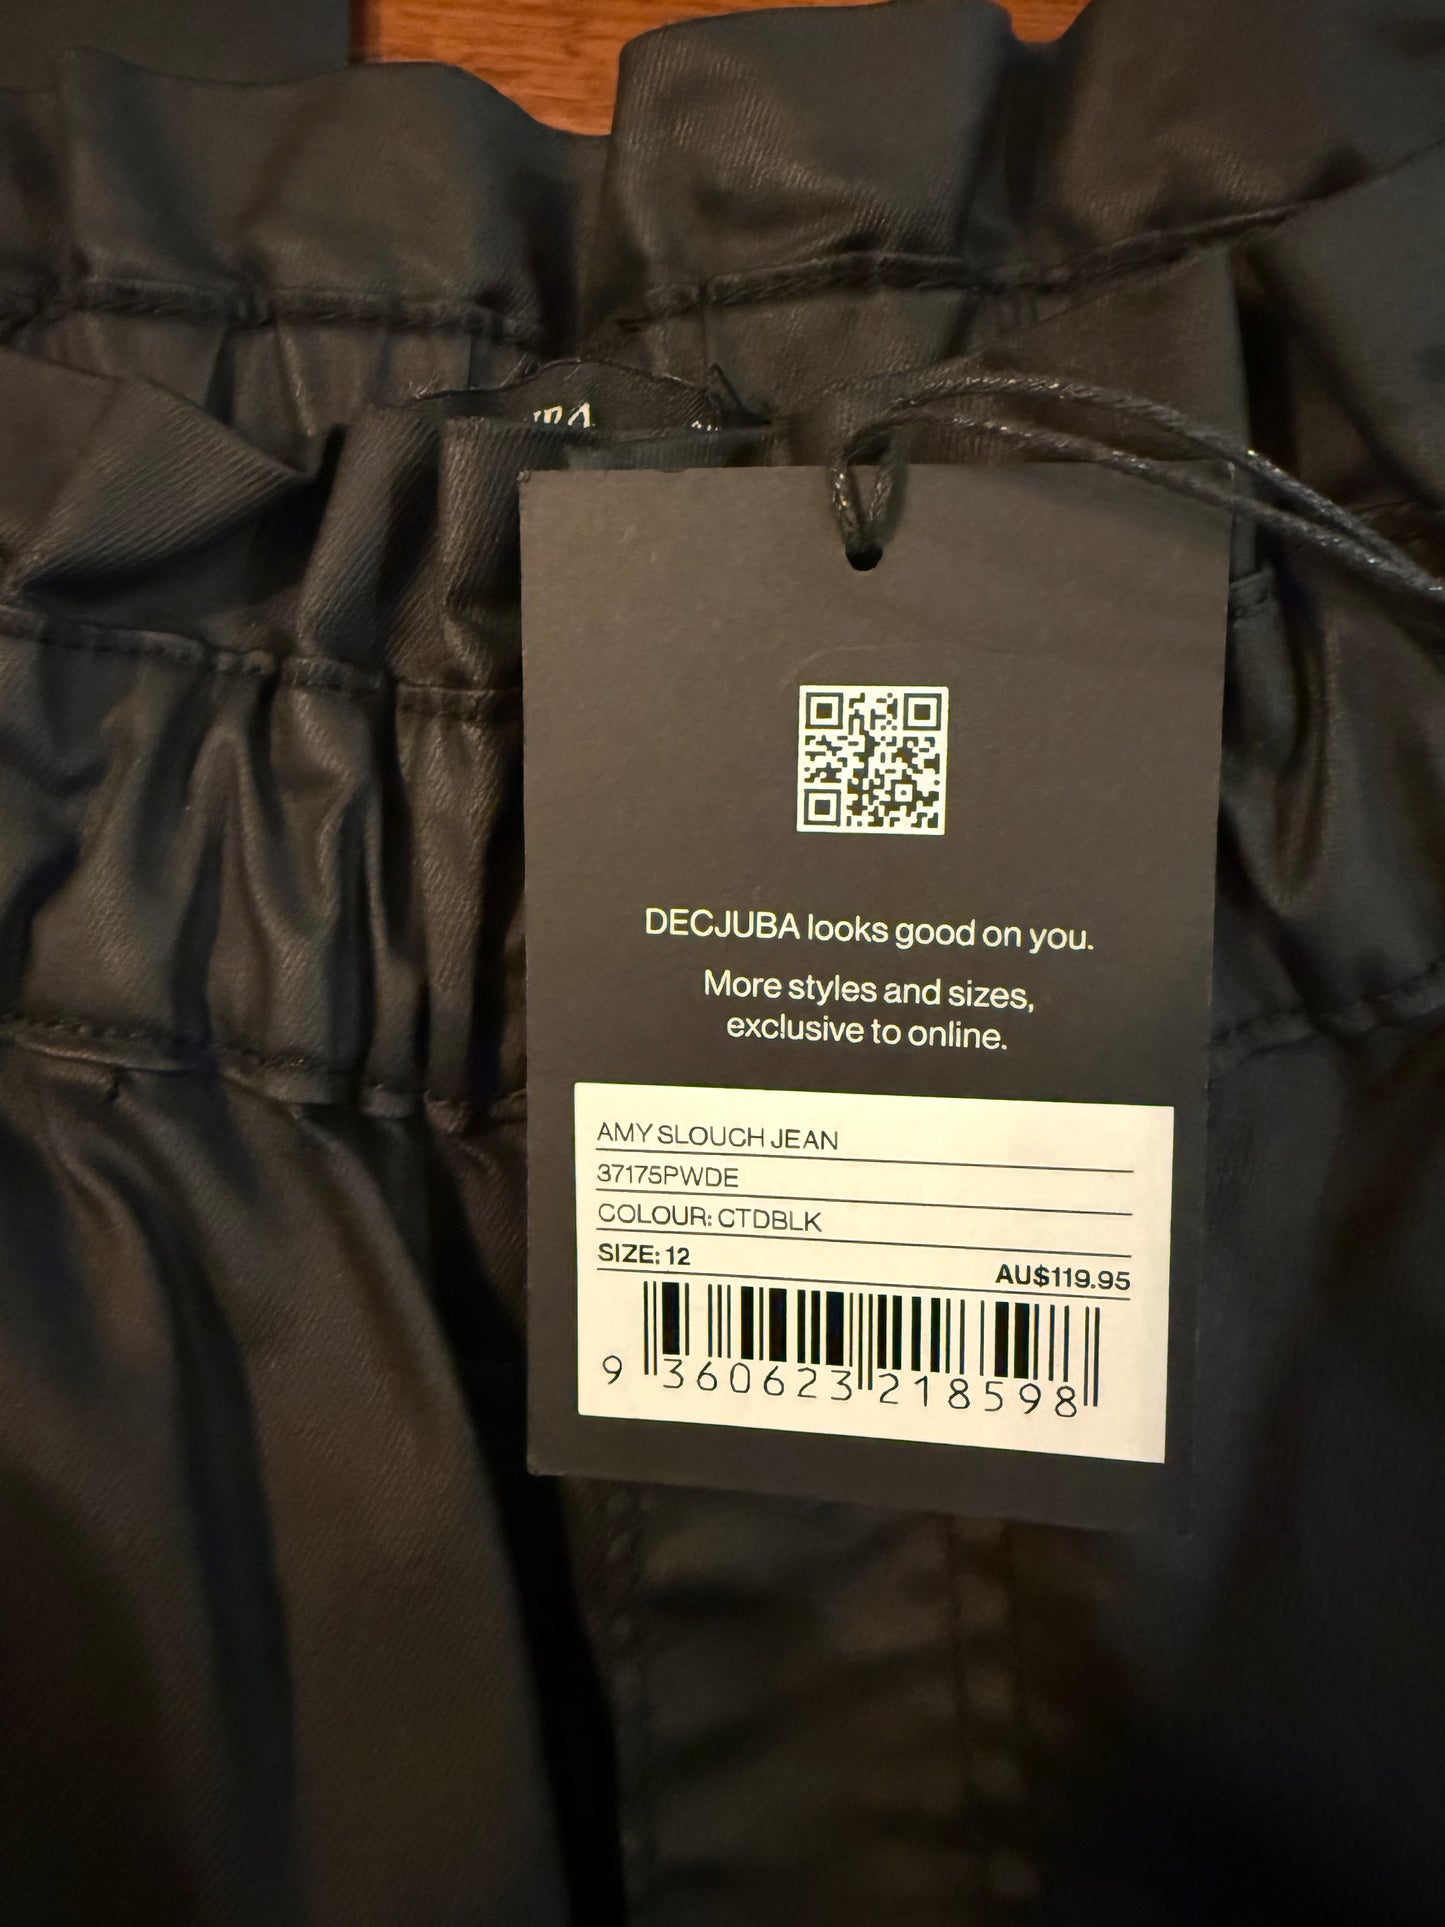 DECJUBA looks good on you.
More styles and sizes,
exclusive to online.
AMY SLOUCH JEAN
37175PWDE
COLOUR: CTDBLK
SIZE: 12
AU$119.95
9 360623 218598